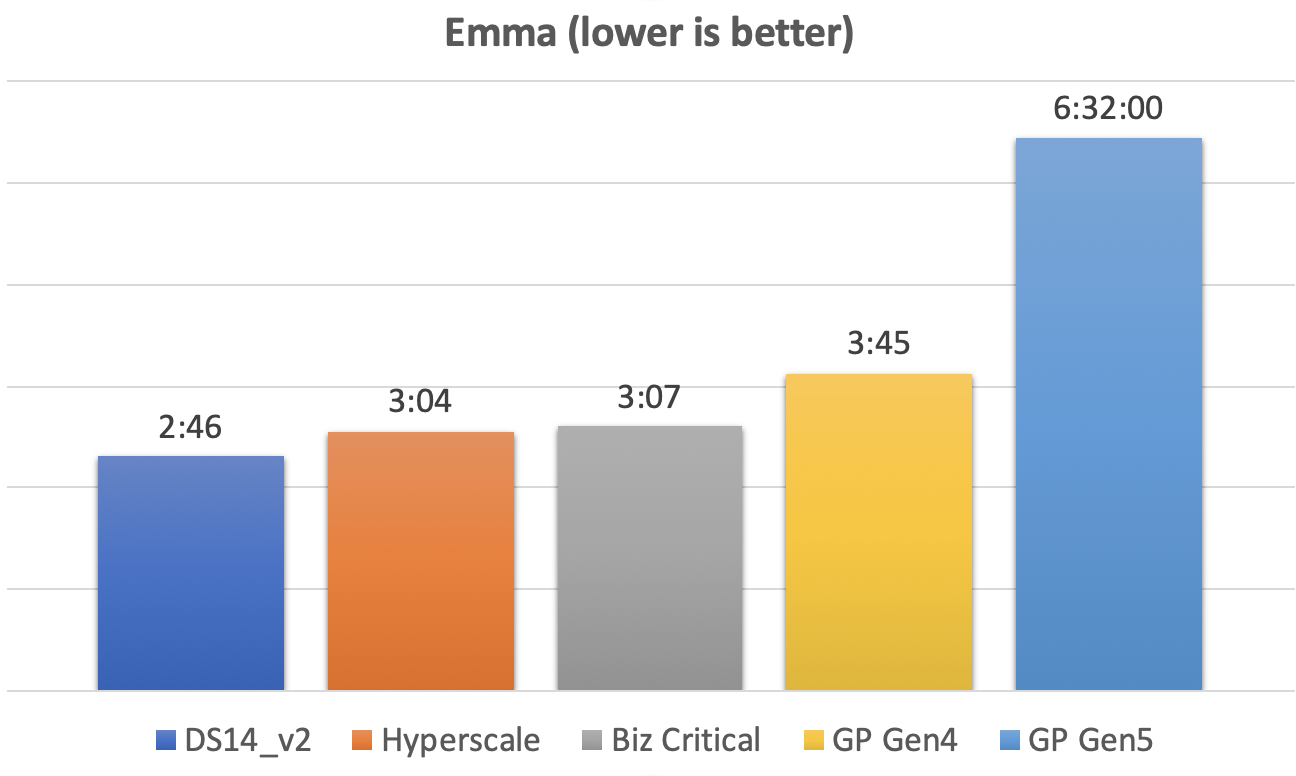 Emma (lower is better)
6:32:00
3:45
3:07
3:04
2:46
DS14_v2 Hyperscale Biz Critical GP Gen4 GP Gen5